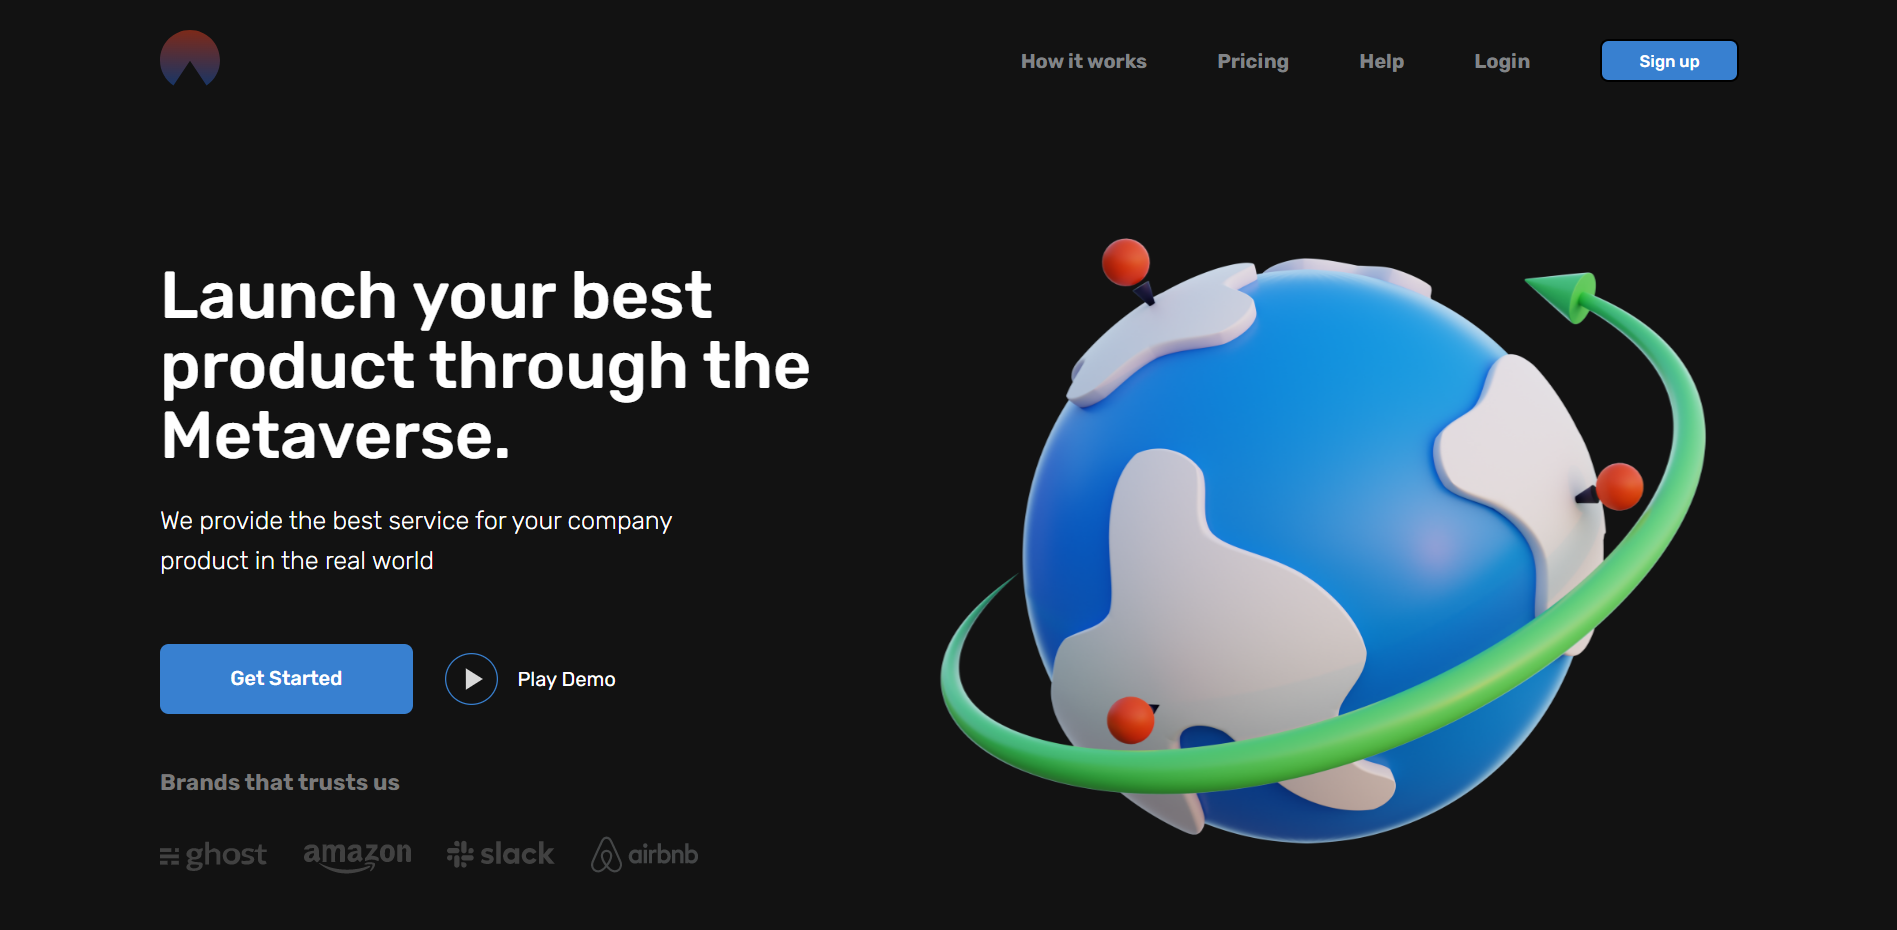 How it works
Pricing
Help
Login
Sign up
Launch your best
product through the
Metaverse.
We provide the best service for your company
product in the real world
Get Started
Play Demo
Brands that trusts us
ghost
amazon
slack
airbnb